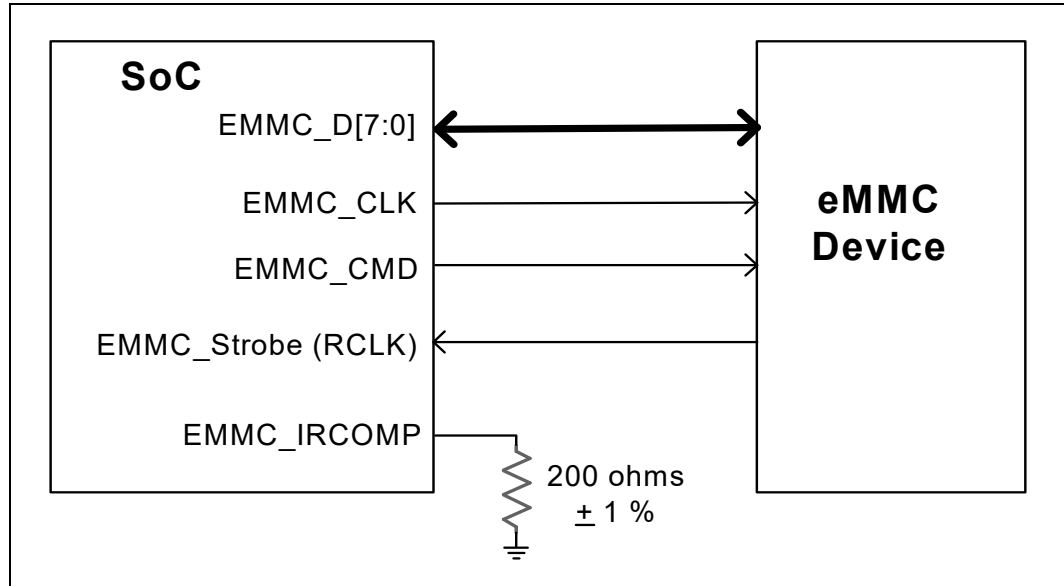 SoC
EMMC_D[7:0]
EMMC_CLK
EMMC_CMD
EMMC_Strobe (RCLK)
EMMC_IRCOMP
200 ohms
± 1 %
eMMC
Device